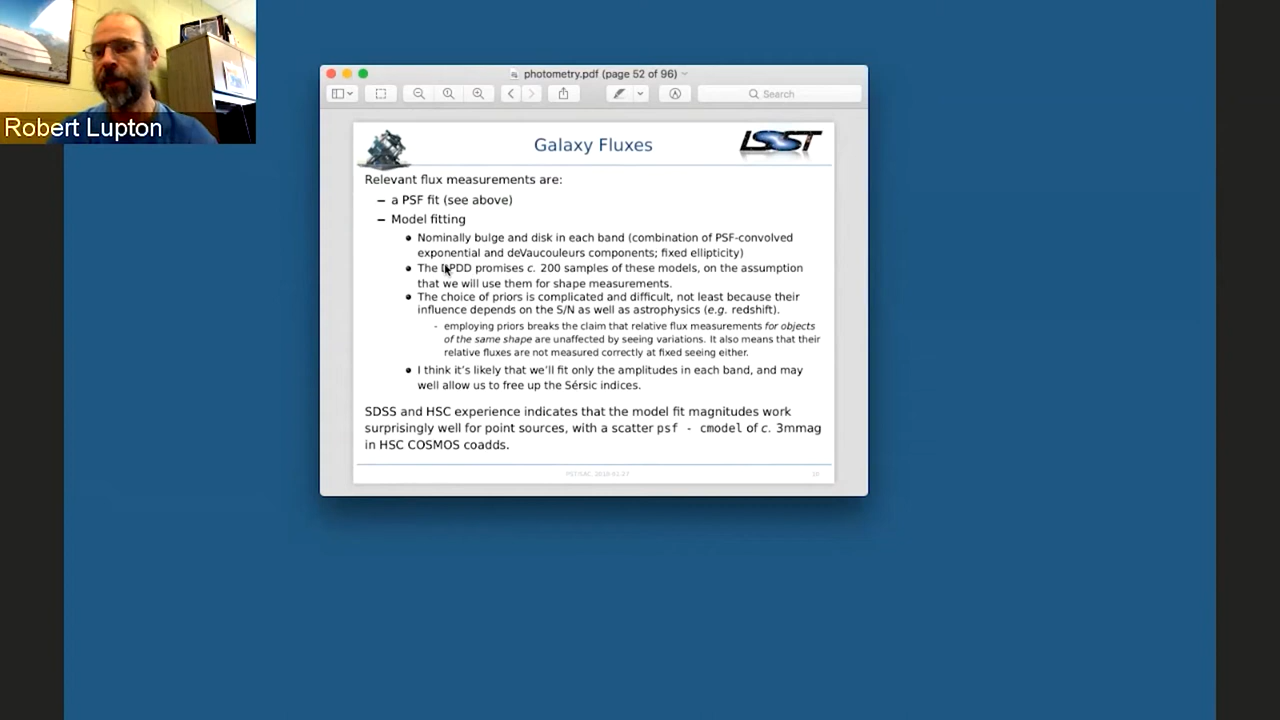 Robert Lupton
photometry.pdf (page 52 of 96)
Search
Galaxy Fluxes
LSST
Relevant flux measurements are:
– a PSF fit (see above)
– Model fitting
• Nominally bulge and disk in each band (combination of PSF-convolved
exponential and deVaucouleurs components; fixed ellipticity)
• The DPDD promises c. 200 samples of these models, on the assumption
that we will use them for shape measurements.
• The choice of priors is complicated and difficult, not least because their
influence depends on the S/N as well as astrophysics (e.g. redshift).
- employing priors breaks the claim that relative flux measurements for objects
of the same shape are unaffected by seeing variations. It also means that their
relative fluxes are not measured correctly at fixed seeing either.
• I think it's likely that we'll fit only the amplitudes in each band, and may
well allow us to free up the Sérsic indices.
SDSS and HSC experience indicates that the model fit magnitudes work
surprisingly well for point sources, with a scatter psf - cmodel of c. 3mmag
in HSC COSMOS coadds.